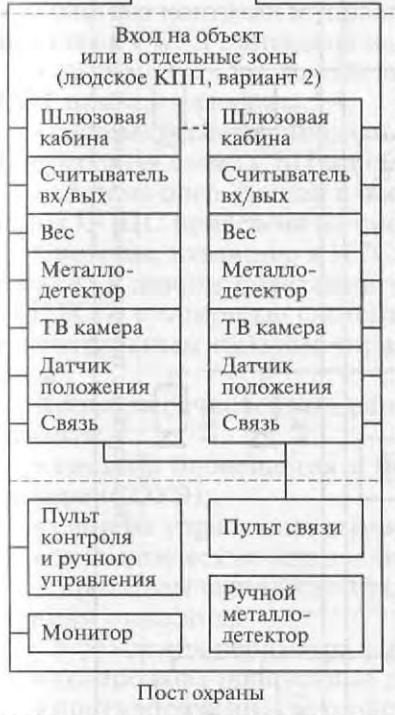 Вход на объект
или в отдельные зоны
(людское КПП, вариант 2)
Шлюзовая
кабина
Считыватель
вх/вых
Вес
Металло-
детектор
ТВ камера
Датчик
положения
Связь
Шлюзовая
кабина
Считыватель
вх/вых
Вес
Металло-
детектор
ТВ камера
Датчик
положения
Связь
Пульт
контроля
и ручного
управления
Монитор
Пульт связи
Ручной
металло-
детектор
Пост охраны